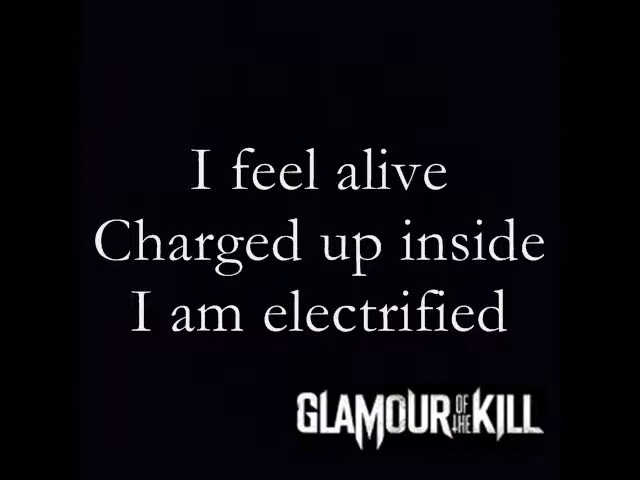 I feel alive
Charged up inside
I am electrified
GLAMOUR OF THE KILL